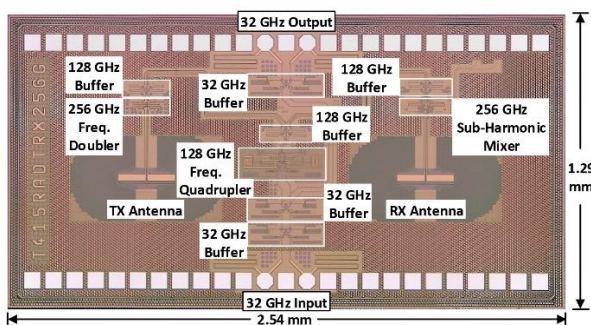 32 GHz Output
128 GHz
Buffer
32 GHz
Buffer
128 GHz
Buffer
256 GHz
Freq.
Doubler
128 GHz
Buffer
256 GHz
Sub-Harmonic
Mixer
128 GHz
Freq.
Quadrupler
TX Antenna
32 GHz
Buffer
RX Antenna
32 GHz
Buffer
32 GHz Input
2.54 mm
1.29
mm
T415RADTRX256G